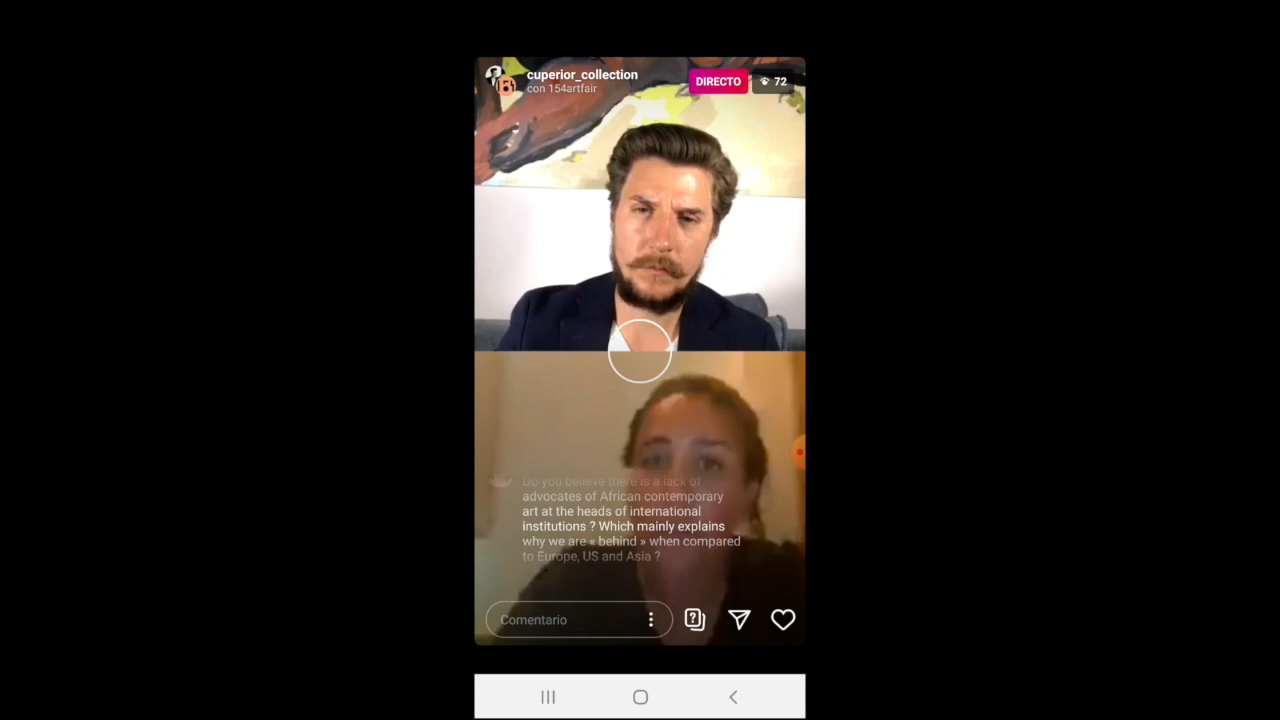 cuperior_collection
con 154artfair
DIRECTO
72
Do you believe there is a lack of
advocates of African contemporary
art at the heads of international
institutions ? Which mainly explains
why we are « behind » when compared
to Europe, US and Asia ?
Comentario